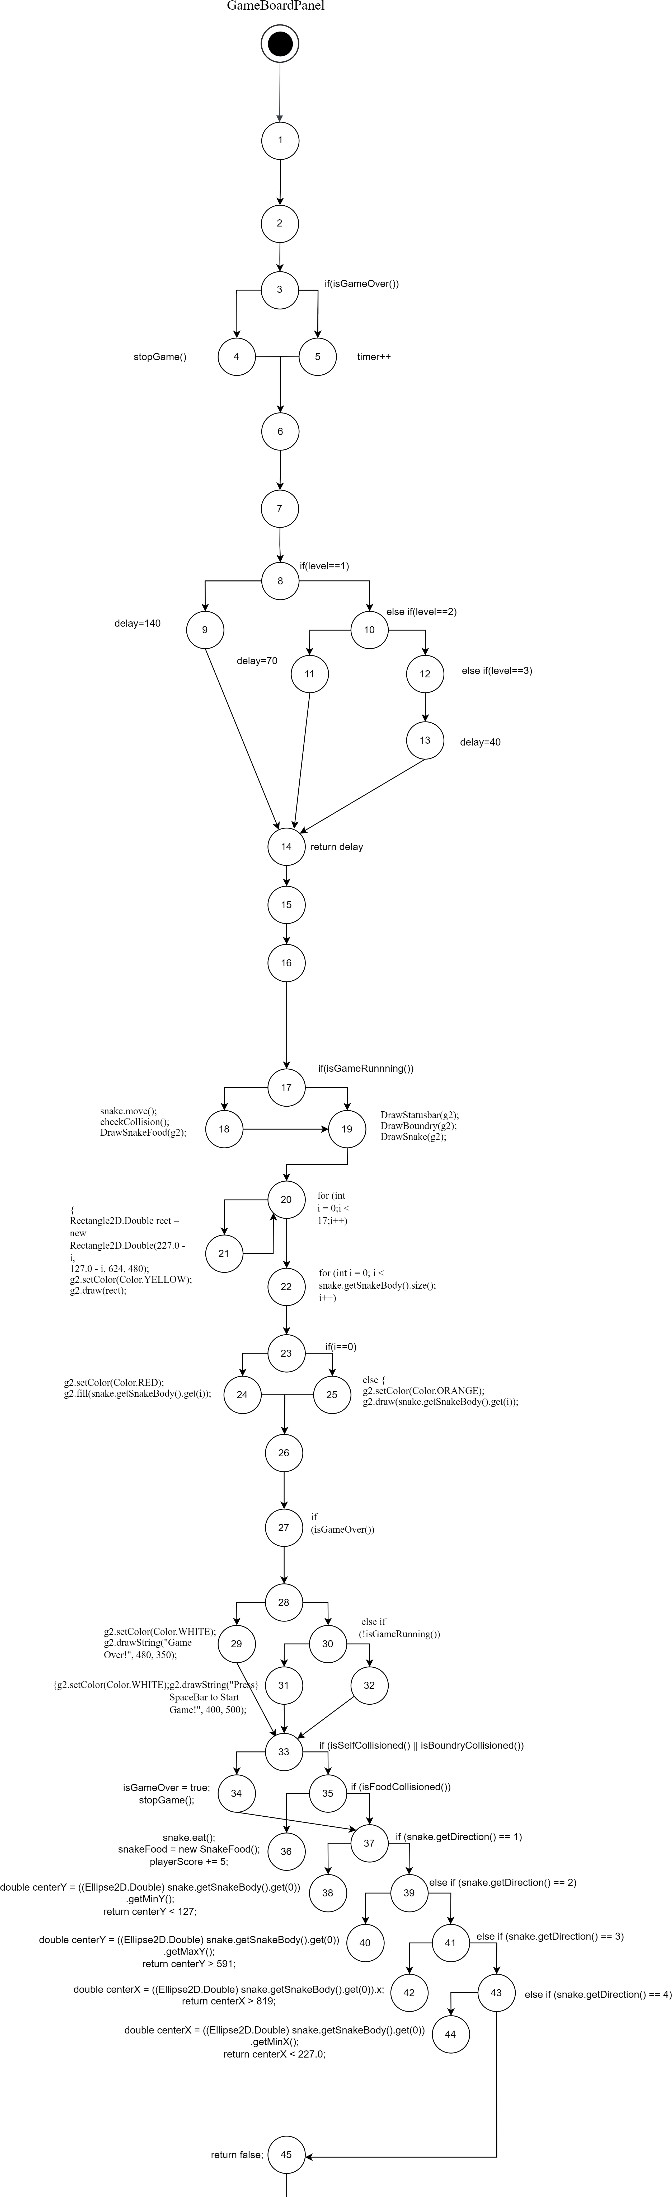 GameBoardPanel
1
2
3
if(isGameOver())
stopGame()
4
5
timer++
6
7
8
if(level==1)
delay=140
9
10
else if(level==2)
delay=70
11
12
else if(level==3)
13
delay=40
14
return delay
15
16
if(isGameRunnning())
17
snake.move();
checkCollision();
DrawSnakeFood(g2);
18
19
DrawStatusbar(g2);
DrawBoundry(g2);
DrawSnake(g2);
20
for (int
i = 0;i <
17;i++)
{
Rectangle2D.Double rect =
new
Rectangle2D.Double(227.0 -
i,
127.0 - i, 624, 480);
g2.setColor(Color.YELLOW);
g2.draw(rect);
21
22
for (int i = 0; i <
snake.getSnakeBody().size();
i++)
23
if(i==0)
g2.setColor(Color.RED);
g2.fill(snake.getSnakeBody().get(i));
24
25
else {
g2.setColor(Color.ORANGE);
g2.draw(snake.getSnakeBody().get(i));
26
27
if
(isGameOver())
28
g2.setColor(Color.WHITE);
g2.drawString("Game
Over!", 480, 350);
29
30
else if
(!isGameRunning())
{g2.setColor(Color.WHITE);g2.drawString("Press}
SpaceBar to Start
Game!", 400, 500);
31
32
33
if (isSelfCollisioned() || isBoundryCollisioned())
isGameOver = true;
stopGame();
34
35
if (isFoodCollisioned())
snake.eat();
snakeFood = new SnakeFood();
playerScore += 5;
36
37
if (snake.getDirection() == 1)
double centerY = ((Ellipse2D.Double) snake.getSnakeBody().get(0))
.getMinY();
return centerY < 127;
38
39
else if (snake.getDirection() == 2)
double centerY = ((Ellipse2D.Double) snake.getSnakeBody().get(0))
.getMaxY();
return centerY > 591;
40
41
else if (snake.getDirection() == 3)
double centerX = ((Ellipse2D.Double) snake.getSnakeBody().get(0)).x;
return centerX > 819;
42
43
else if (snake.getDirection() == 4)
double centerX = ((Ellipse2D.Double) snake.getSnakeBody().get(0))
.getMinX();
return centerX < 227.0;
44
return false;
45